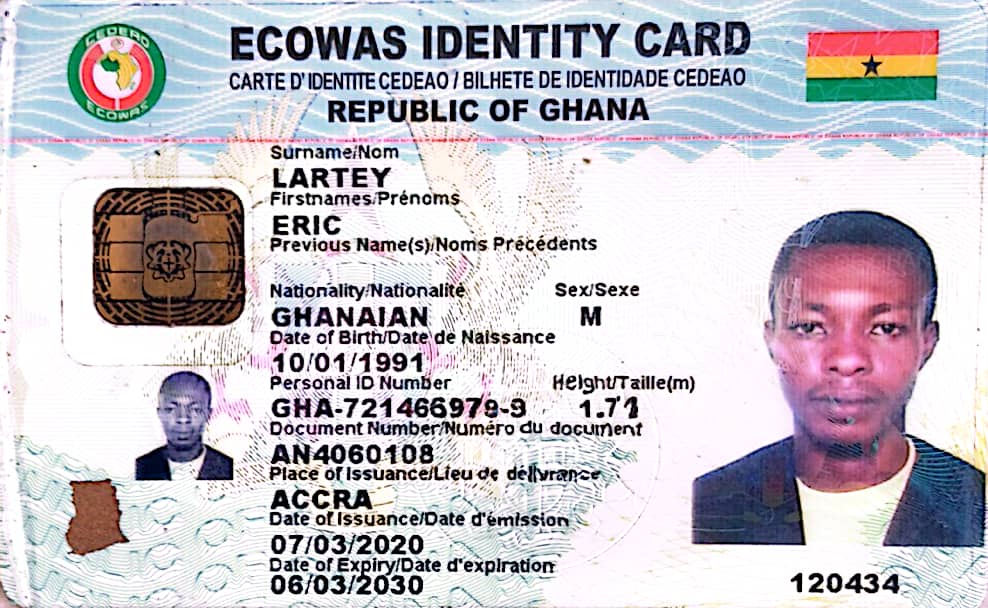 CEDEAO
ECOWAS
ECOWAS IDENTITY CARD
CARTE D'IDENTITE CEDEAO / BILHETE DE IDENTIDADE CEDEAO
REPUBLIC OF GHANA
Surname/Nom
LARTEY
Firstnames/Prénoms
ERIC
Previous Name(s)/Noms Précédents
Nationality/Nationalité Sex/Sexe
GHANAIAN M
Date of Birth/Date de Naissance
10/01/1991
Personal ID Number Height/Taille(m)
GHA-721466979-9
Document Number/Numéro du document
AN4060108
Place of Issuance/Lieu de délivrance
ACCRA
Date of Issuance/Date d'émission
07/03/2020
Date of Expiry/Date d'expiration
06/03/2030
120434